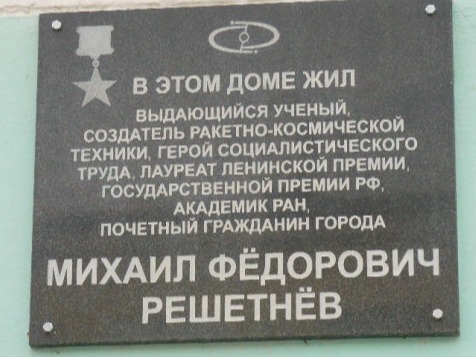 В ЭТОМ ДОМЕ ЖИЛ
ВЫДАЮЩИЙСЯ УЧЕНЫЙ,
СОЗДАТЕЛЬ РАКЕТНО-КОСМИЧЕСКОЙ
ТЕХНИКИ, ГЕРОЙ СОЦИАЛИСТИЧЕСКОГО
ТРУДА, ЛАУРЕАТ ЛЕНИНСКОЙ ПРЕМИИ,
ГОСУДАРСТВЕННОЙ ПРЕМИИ РФ,
АКАДЕМИК РАН,
ПОЧЕТНЫЙ ГРАЖДАНИН ГОРОДА
МИХАИЛ ФЁДОРОВИЧ
РЕШЕТНЁВ